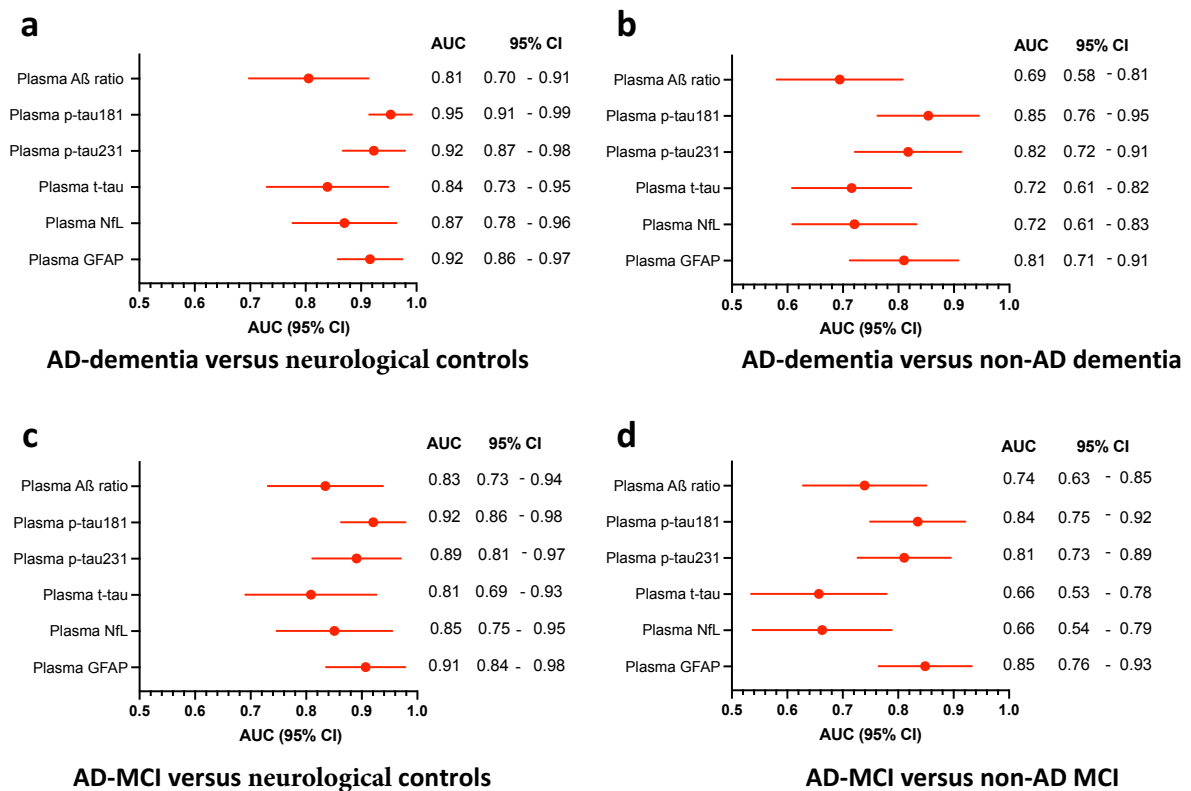 a
AUC 95% CI
Plasma Aß ratio 0.81 0.70 - 0.91
Plasma p-tau181 0.95 0.91 - 0.99
Plasma p-tau231 0.92 0.87 - 0.98
Plasma t-tau 0.84 0.73 - 0.95
Plasma NfL 0.87 0.78 - 0.96
Plasma GFAP 0.92 0.86 - 0.97
0.5 0.6 0.7 0.8 0.9 1.0
AUC (95% CI)
AD-dementia versus neurological controls
b
AUC 95% CI
Plasma Aß ratio 0.69 0.58 - 0.81
Plasma p-tau181 0.85 0.76 - 0.95
Plasma p-tau231 0.82 0.72 - 0.91
Plasma t-tau 0.72 0.61 - 0.82
Plasma NfL 0.72 0.61 - 0.83
Plasma GFAP 0.81 0.71 - 0.91
0.5 0.6 0.7 0.8 0.9 1.0
AUC (95% CI)
AD-dementia versus non-AD dementia
c
AUC 95% CI
Plasma Aß ratio 0.83 0.73 - 0.94
Plasma p-tau181 0.92 0.86 - 0.98
Plasma p-tau231 0.89 0.81 - 0.97
Plasma t-tau 0.81 0.69 - 0.93
Plasma NfL 0.85 0.75 - 0.95
Plasma GFAP 0.91 0.84 - 0.98
0.5 0.6 0.7 0.8 0.9 1.0
AUC (95% CI)
AD-MCI versus neurological controls
d
AUC 95% CI
Plasma Aß ratio 0.74 0.63 - 0.85
Plasma p-tau181 0.84 0.75 - 0.92
Plasma p-tau231 0.81 0.73 - 0.89
Plasma t-tau 0.66 0.53 - 0.78
Plasma NfL 0.66 0.54 - 0.79
Plasma GFAP 0.85 0.76 - 0.93
0.5 0.6 0.7 0.8 0.9 1.0
AUC (95% CI)
AD-MCI versus non-AD MCI